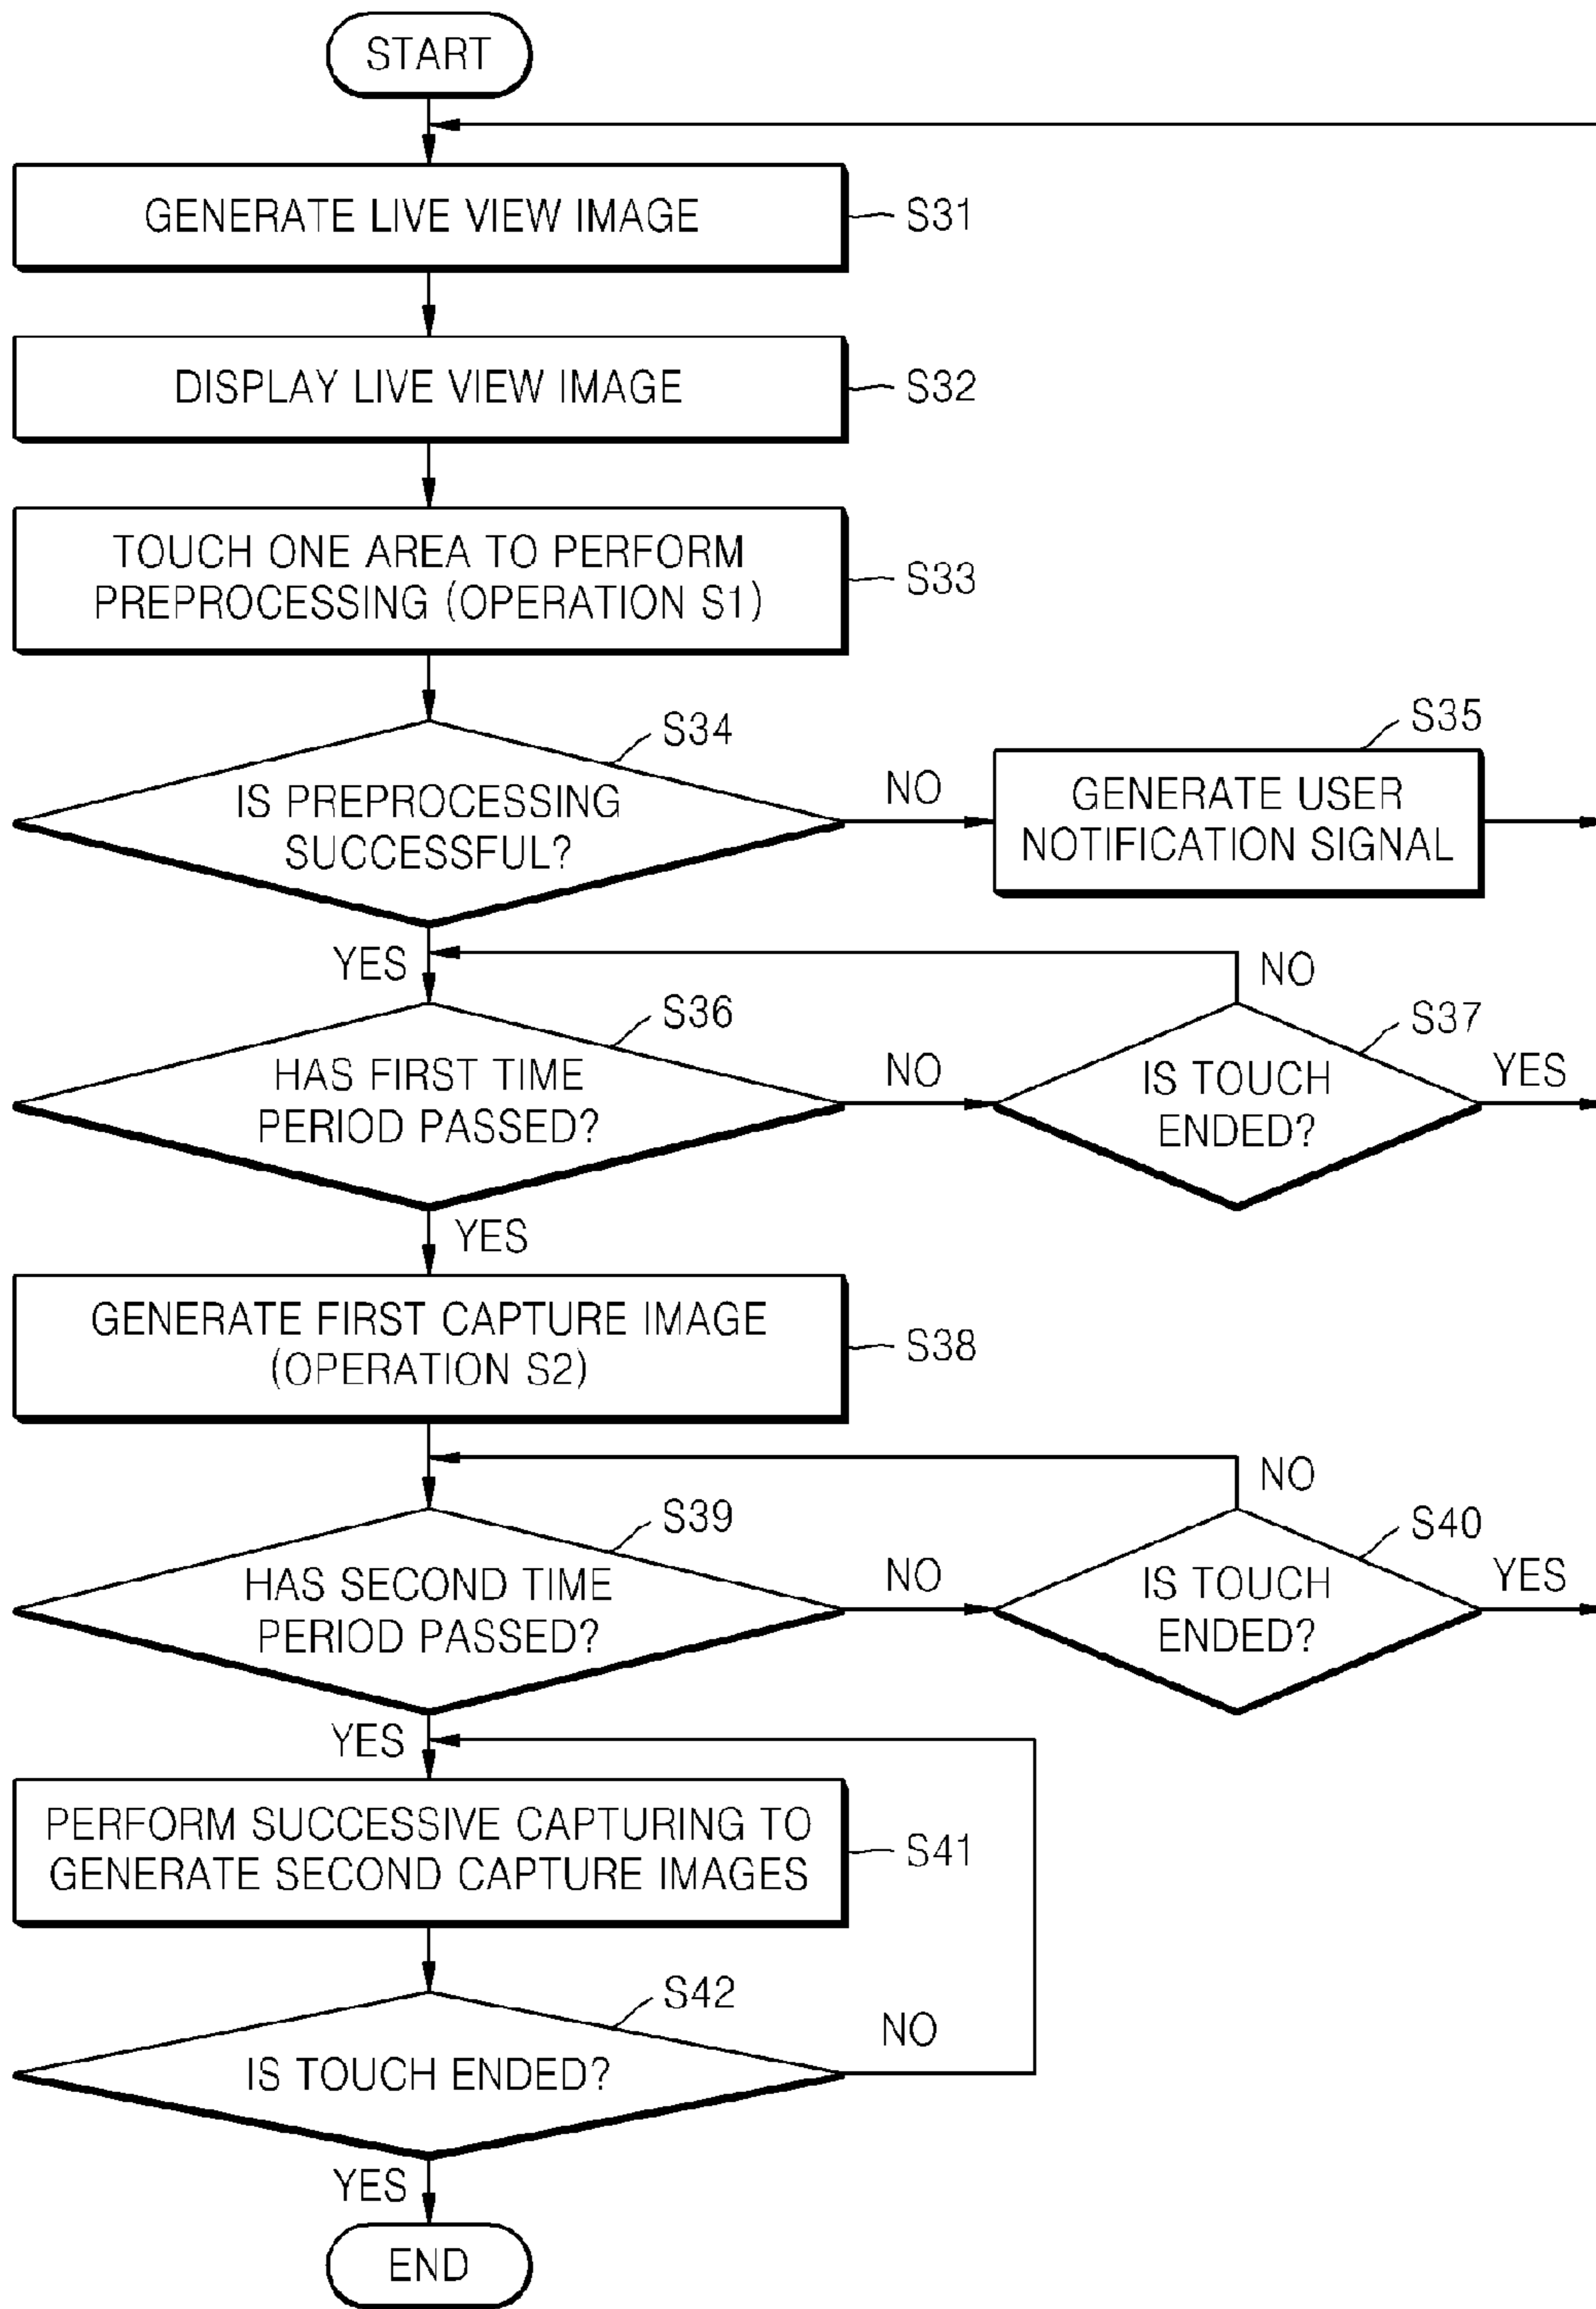 START
GENERATE LIVE VIEW IMAGE
S31
DISPLAY LIVE VIEW IMAGE
S32
TOUCH ONE AREA TO PERFORM
PREPROCESSING (OPERATION S1)
S33
S34
IS PREPROCESSING
SUCCESSFUL?
NO
S35
GENERATE USER
NOTIFICATION SIGNAL
YES
S36
HAS FIRST TIME
PERIOD PASSED?
NO
NO
S37
IS TOUCH
ENDED?
YES
YES
GENERATE FIRST CAPTURE IMAGE
(OPERATION S2)
S38
S39
HAS SECOND TIME
PERIOD PASSED?
NO
NO
S40
IS TOUCH
ENDED?
YES
YES
PERFORM SUCCESSIVE CAPTURING TO
GENERATE SECOND CAPTURE IMAGES
S41
S42
IS TOUCH ENDED?
NO
YES
END